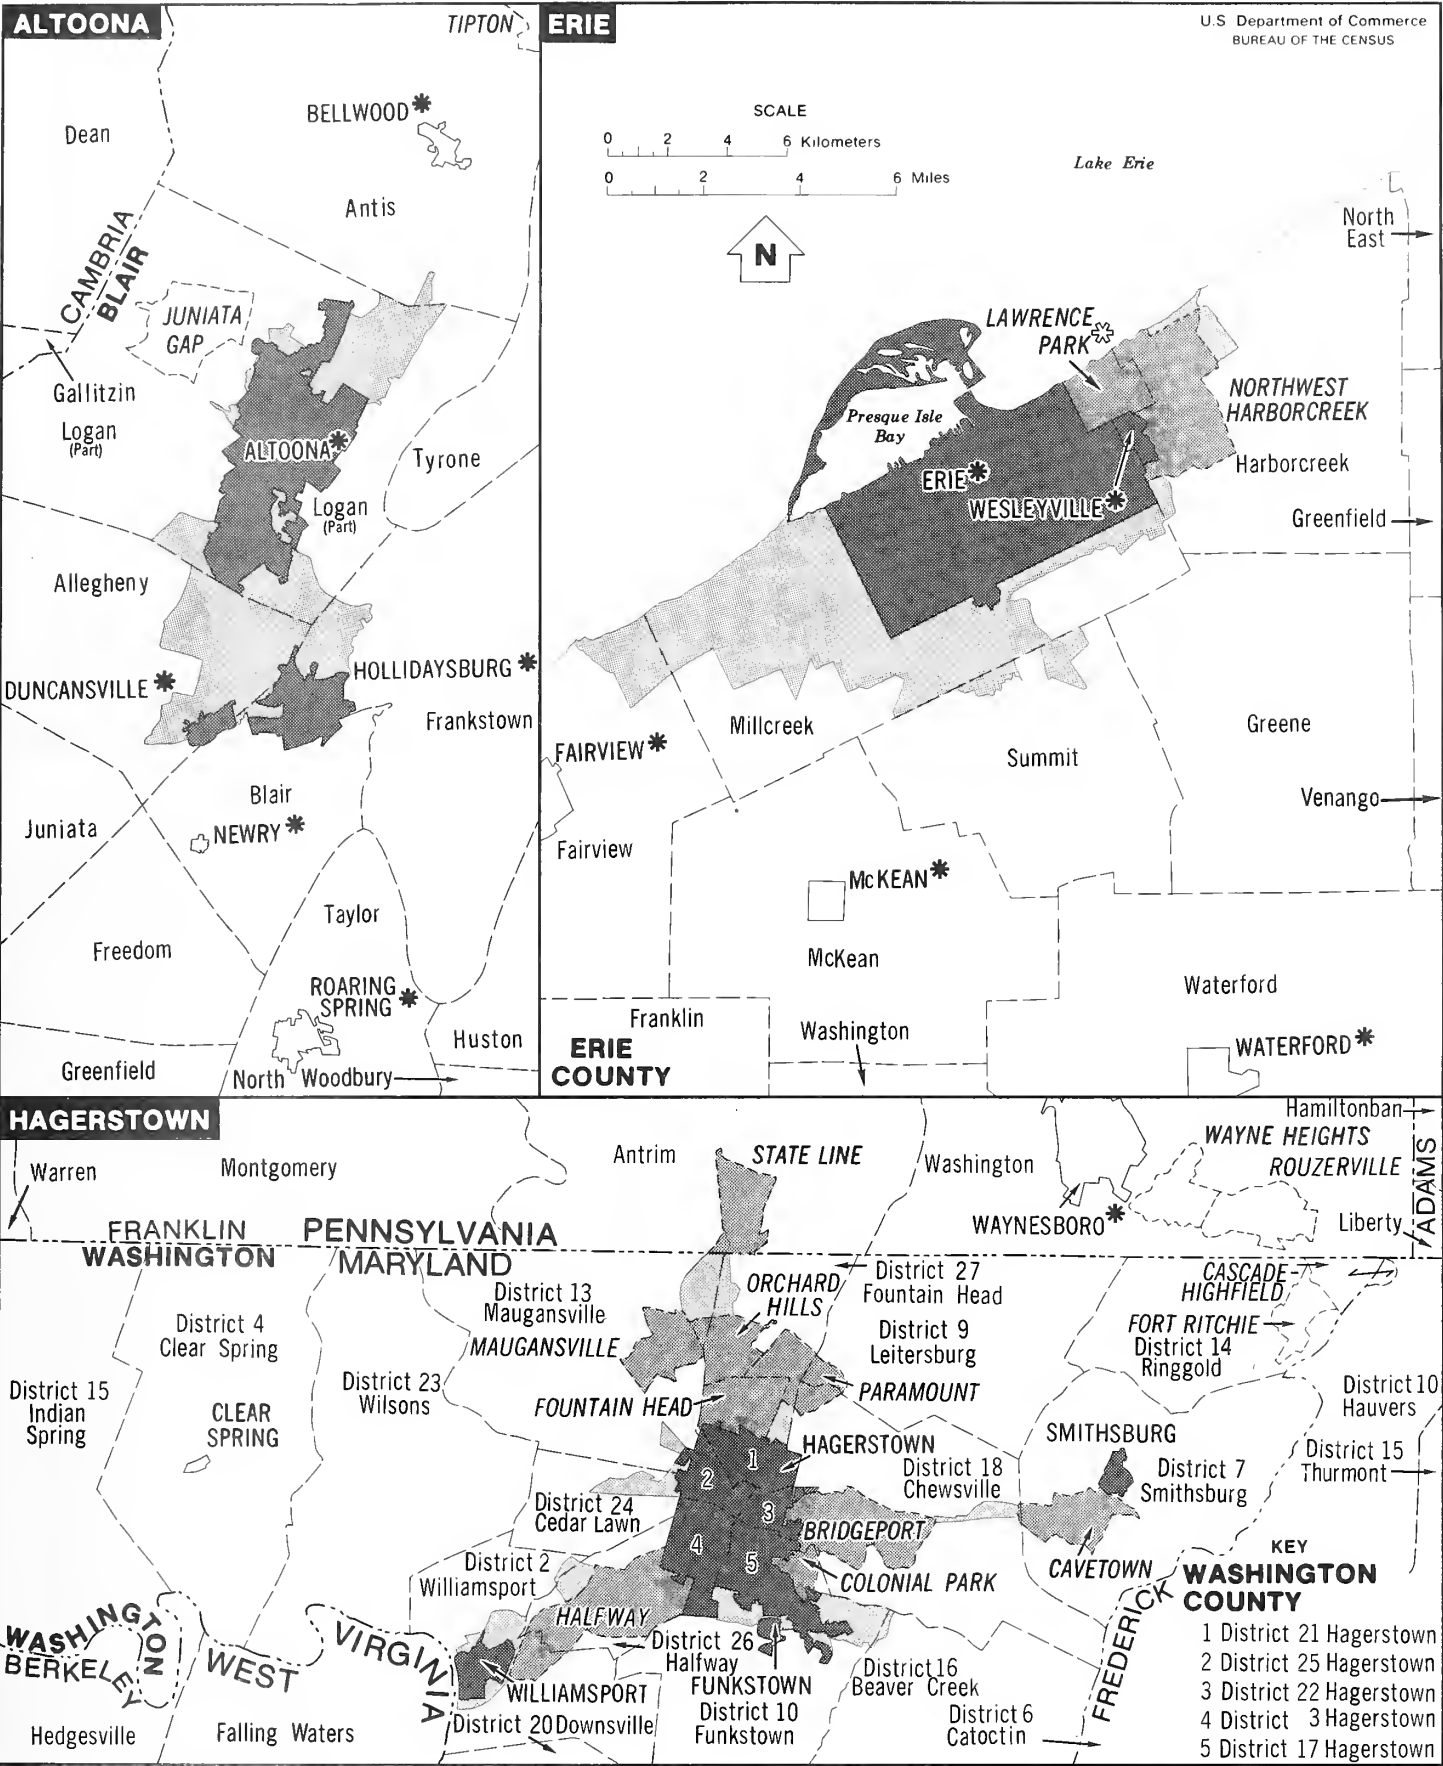 ALTOONA
TIPTON
Dean
BELLWOOD
Antis
CAMBRIA
BLAIR
JUNIATA
GAP
Gallitzin
Logan
(Part)
ALTOONA
Tyrone
Logan
(Part)
Allegheny
HOLLIDAYSBURG
DUNCANSVILLE
Frankstown
Blair
Juniata
NEWRY
Taylor
Freedom
ROARING
SPRING
Huston
Greenfield
North Woodbury
ERIE
U.S Department of Commerce
BUREAU OF THE CENSUS
SCALE
0 2 4 6 Kilometers
0 2 4 6 Miles
Lake Erie
N
North
East
LAWRENCE
PARK
NORTHWEST
HARBORCREEK
Presque Isle
Bay
Harborcreek
ERIE
WESLEYVILLE
Greenfield
Millcreek
Greene
FAIRVIEW
Summit
Venango
Fairview
McKEAN
McKean
Waterford
Franklin
Washington
ERIE
COUNTY
WATERFORD
HAGERSTOWN
Hamiltonban
WAYNE HEIGHTS
ROUZERVILLE
ADAMS
Warren
Montgomery
Antrim
STATE LINE
Washington
WAYNESBORO
Liberty
FRANKLIN
PENNSYLVANIA
WASHINGTON
MARYLAND
District 13
Maugansville
ORCHARD
HILLS
District 27
Fountain Head
CASCADE-
HIGHFIELD
District 4
Clear Spring
MAUGANSVILLE
District 9
Leitersburg
FORT RITCHIE
District 14
Ringgold
District 15
Indian
Spring
District 23
Wilsons
PARAMOUNT
District 10
Hauvers
CLEAR
SPRING
FOUNTAIN HEAD
HAGERSTOWN
SMITHSBURG
District 15
Thurmont
1
2
3
4
5
District 18
Chewsville
District 7
Smithsburg
District 24
Cedar Lawn
BRIDGEPORT
District 2
Williamsport
COLONIAL PARK
CAVETOWN
HALFWAY
WASHINGTON
BERKELEY
WEST
VIRGINIA
District 26
Halfway
FUNKSTOWN
District 16
Beaver Creek
FREDERICK
WILLIAMSPORT
District 10
Funkstown
District 6
Catoctin
Hedgesville
Falling Waters
District 20 Downsville
KEY
WASHINGTON
COUNTY
1 District 21 Hagerstown
2 District 25 Hagerstown
3 District 22 Hagerstown
4 District 3 Hagerstown
5 District 17 Hagerstown